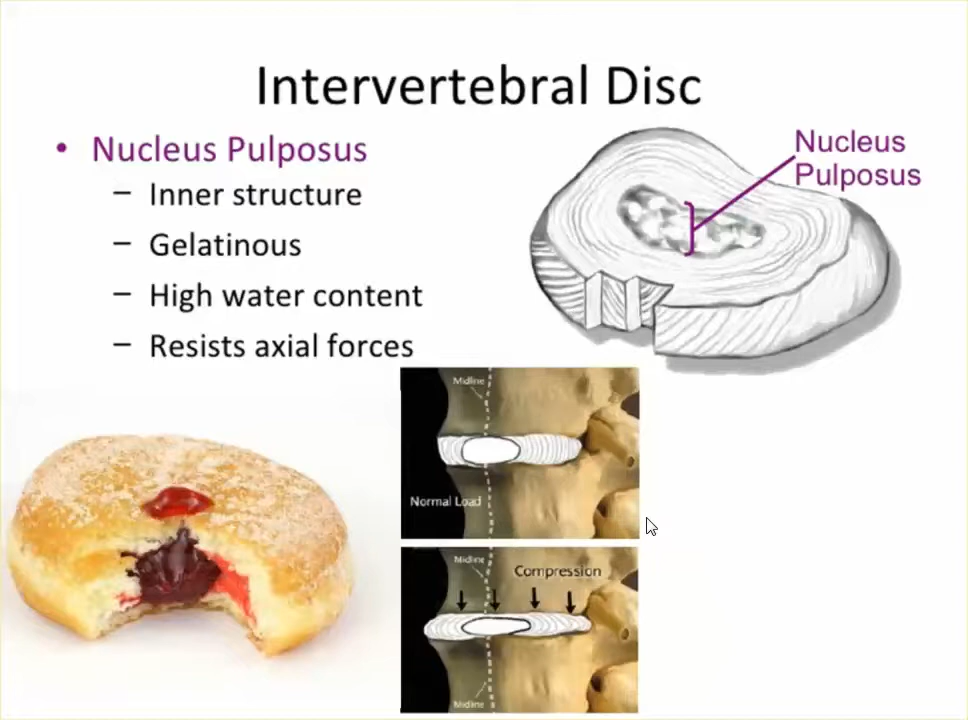 Intervertebral Disc
• Nucleus Pulposus
– Inner structure
– Gelatinous
– High water content
– Resists axial forces
Nucleus
Pulposus
Midline
Normal Load
Midline
Compression
Midline